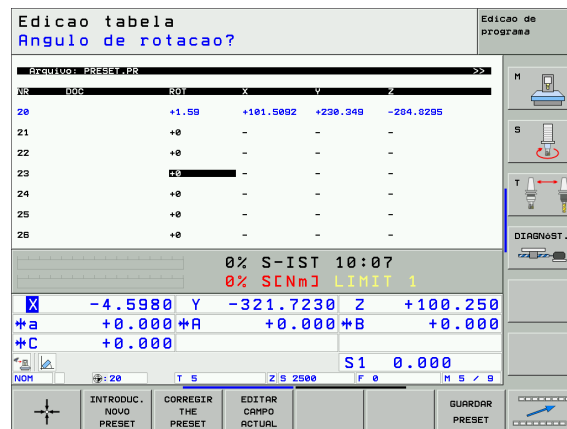 Edicao tabela
Angulo de rotacao?
Edicao de
programa
Arquivo: PRESET.PR >>
NR DOC ROT X Y Z
20 +1.59 +101.5092 +230.349 -284.8295
21 +0 - - -
22 +0 - - -
23 +0 - - -
24 +0 - - -
25 +0 - - -
26 +0 - - -
0% S-IST 10:07
0% S[Nm] LIMIT 1
X -4.5980 Y -321.7230 Z +100.250
*a +0.000 *A +0.000 *B +0.000
*C +0.000
S1 0.000
NOM :20 T 5 Z S 2500 F 0 M 5 / 9
M
S
T
DIAGNóST.
INTRODUC.
NOVO
PRESET
CORREGIR
THE
PRESET
EDITAR
CAMPO
ACTUAL
GUARDAR
PRESET